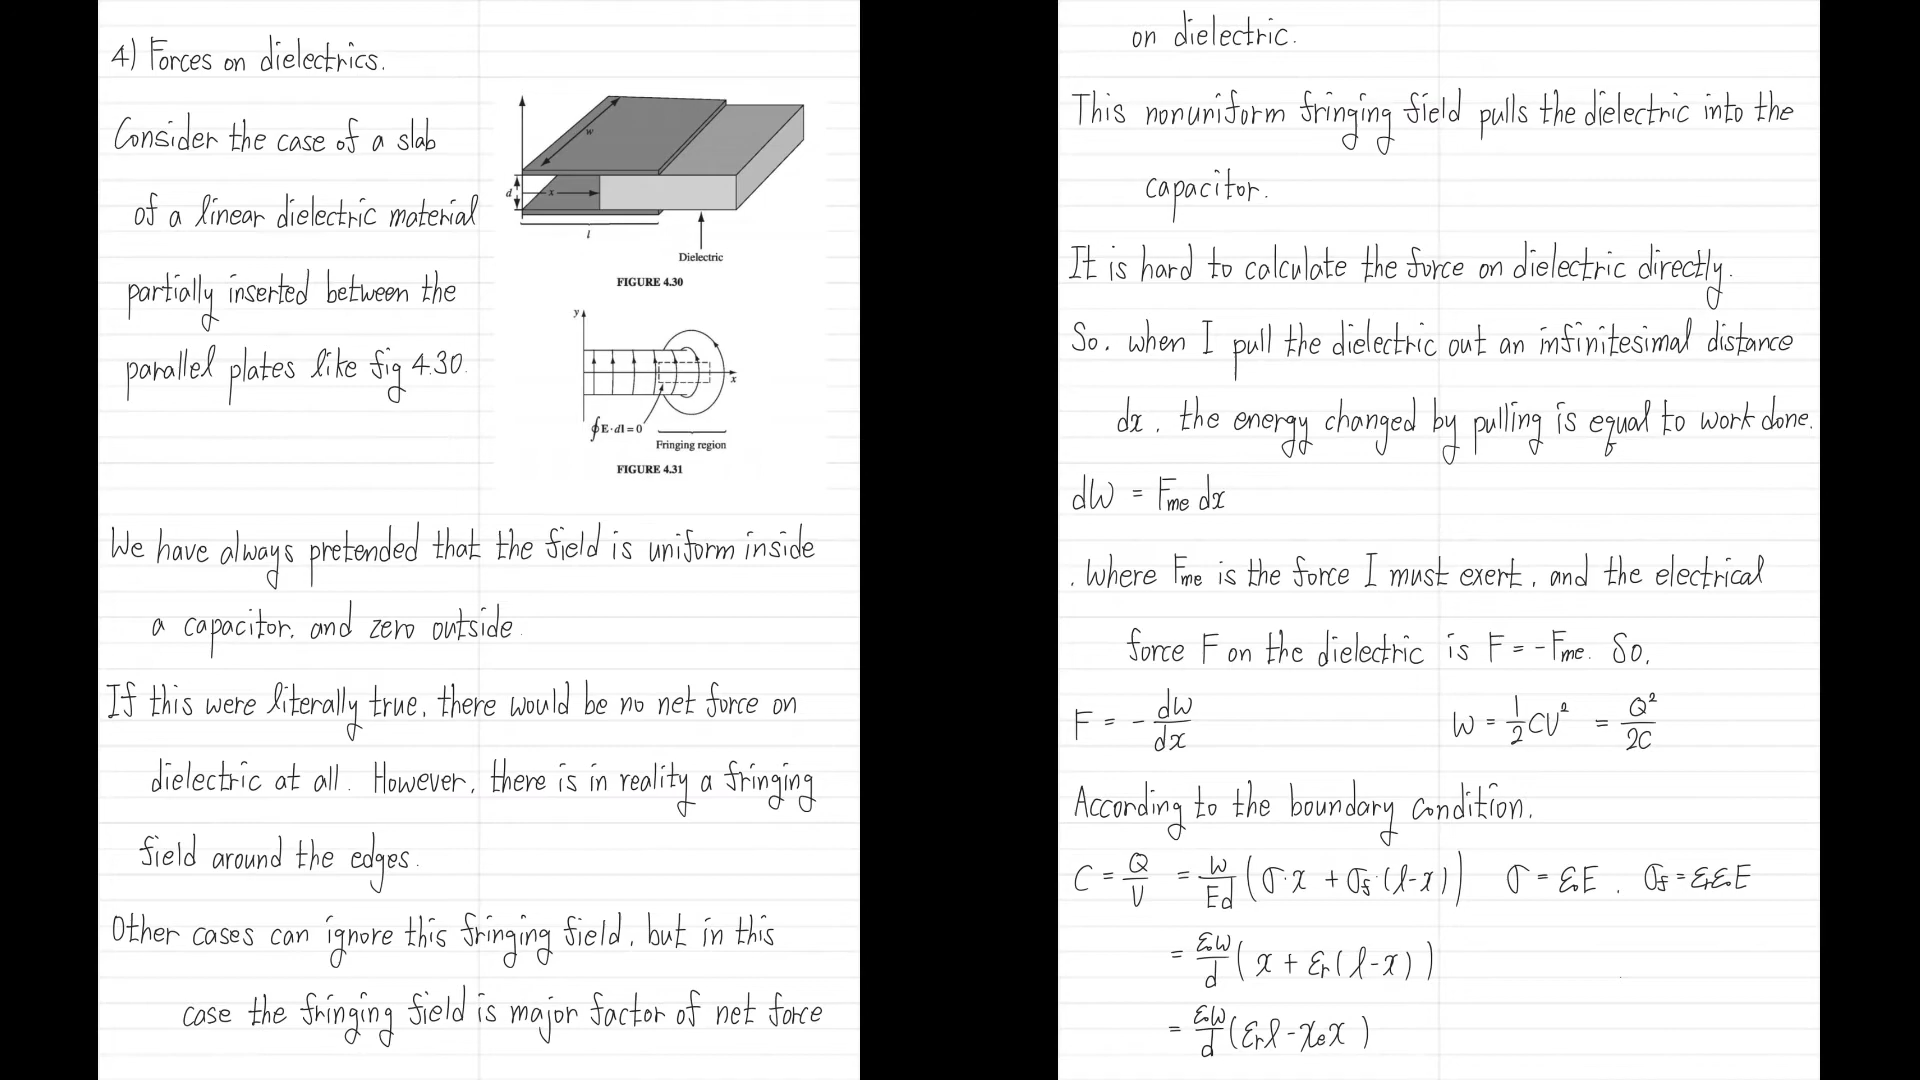 4) Forces on dielectrics.
Consider the case of a slab
of a linear dielectric material
partially inserted between the
parallel plates like fig 4.30.
w
d
x
l
Dielectric
FIGURE 4.30
y
x
∮E·dl=0
Fringing region
FIGURE 4.31
We have always pretended that the field is uniform inside
a capacitor, and zero outside.
If this were literally true, there would be no net force on
dielectric at all. However, there is in reality a fringing
field around the edges.
Other cases can ignore this fringing field, but in this
case the fringing field is major factor of net force
on dielectric.
This nonuniform fringing field pulls the dielectric into the
capacitor.
It is hard to calculate the force on dielectric directly.
So, when I pull the dielectric out an infinitesimal distance
dx, the energy changed by pulling is equal to work done.
dW = Fme dx
, where Fme is the force I must exert, and the electrical
force F on the dielectric is F = -Fme. So,
F = - dW/dx    W = 1/2 CV² = Q²/2C
According to the boundary condition,
C = Q/V = w/Ed (σ·x + σf·(l-x))    σ = ε₀E, σf = εrε₀E
= ε₀w/d (x + εr(l-x))
= ε₀w/d (εrl - χex)